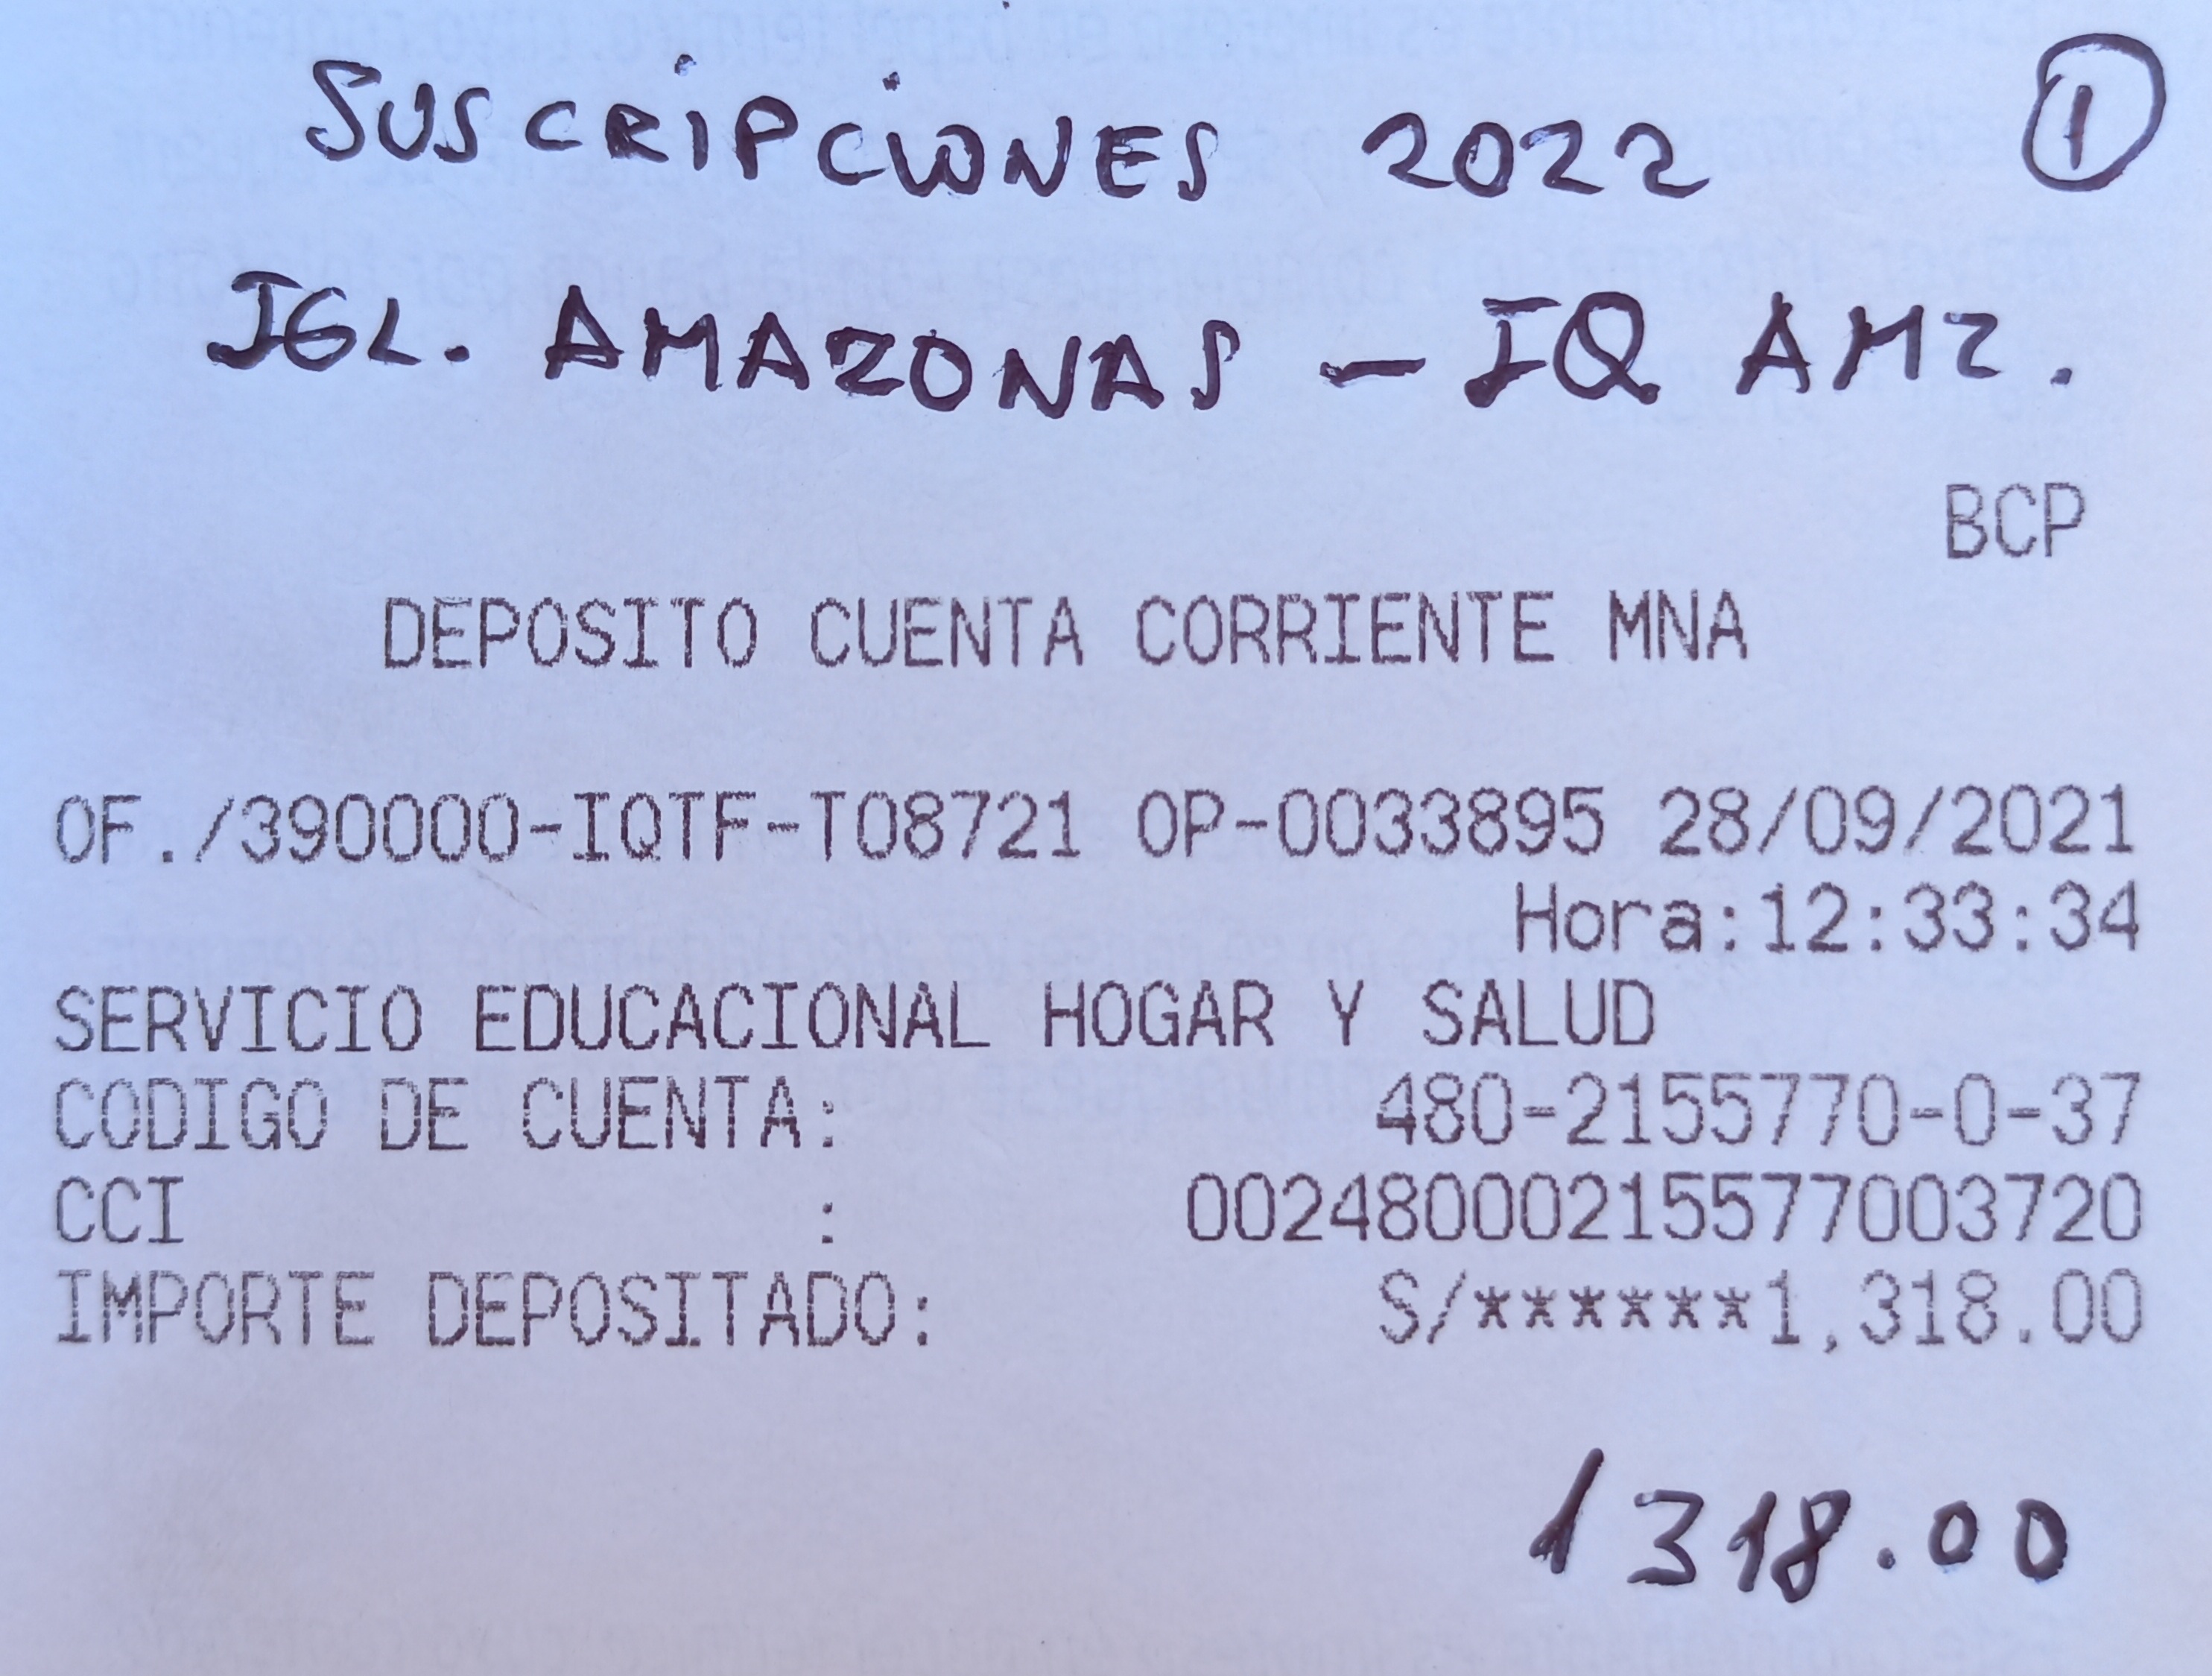 SUSCRIPCIONES 2022 1
IGL. AMAZONAS - IQ AMZ.
BCP
DEPOSITO CUENTA CORRIENTE MNA
OF./390000-IQTF-T08721 OP-0033895 28/09/2021
Hora:12:33:34
SERVICIO EDUCACIONAL HOGAR Y SALUD
CODIGO DE CUENTA: 480-2155770-0-37
CCI : 00248000215577003720
IMPORTE DEPOSITADO: S/******1,318.00
1318.00